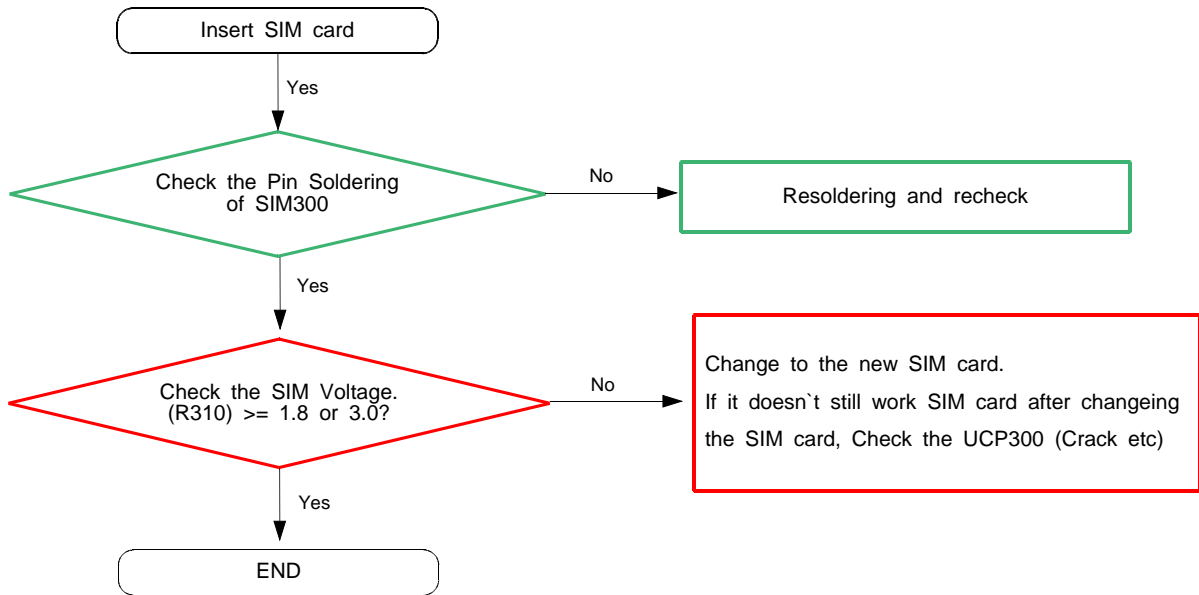 Insert SIM card
Yes
Check the Pin Soldering
of SIM300
No
Resoldering and recheck
Yes
Check the SIM Voltage.
(R310) >= 1.8 or 3.0?
No
Change to the new SIM card.
If it doesn`t still work SIM card after changeing
the SIM card, Check the UCP300 (Crack etc)
Yes
END